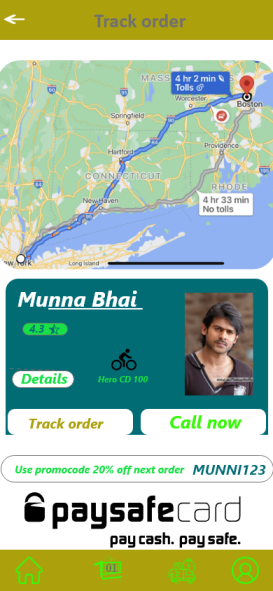 Track order
MASS
4 hr 2 min
Tolls
Worcester
Boston
Springfield
Hartford
Providence
CONNECTICUT
RHODE
4 hr 33 min
No tolls
New Haven
ew York
Long Island
Munna Bhai
4.3
Details
Hero CD 100
Track order
Call now
Use promocode 20% off next order MUNNI123
paysafecard
pay cash. pay safe.
01